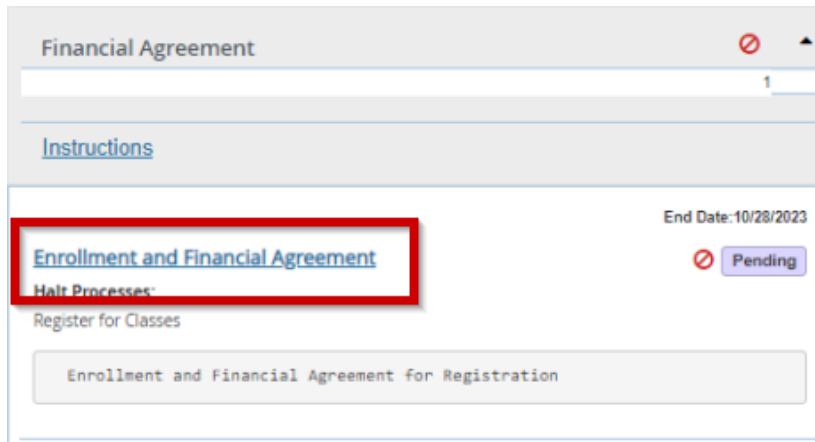 Financial Agreement
1
Instructions
End Date:10/28/2023
Enrollment and Financial Agreement
Pending
Halt Processes:
Register for Classes
Enrollment and Financial Agreement for Registration